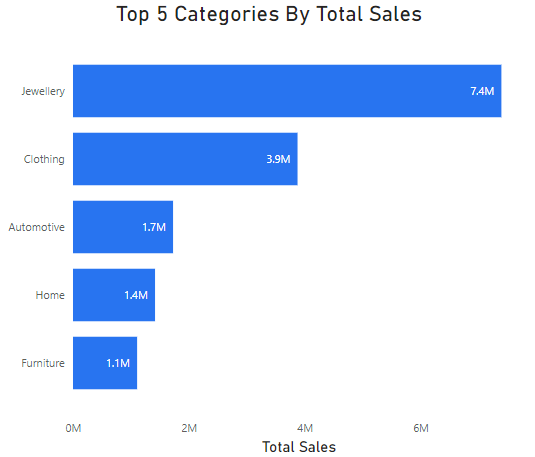 Top 5 Categories By Total Sales
Jewellery 7.4M
Clothing 3.9M
Automotive 1.7M
Home 1.4M
Furniture 1.1M
0M 2M 4M 6M
Total Sales